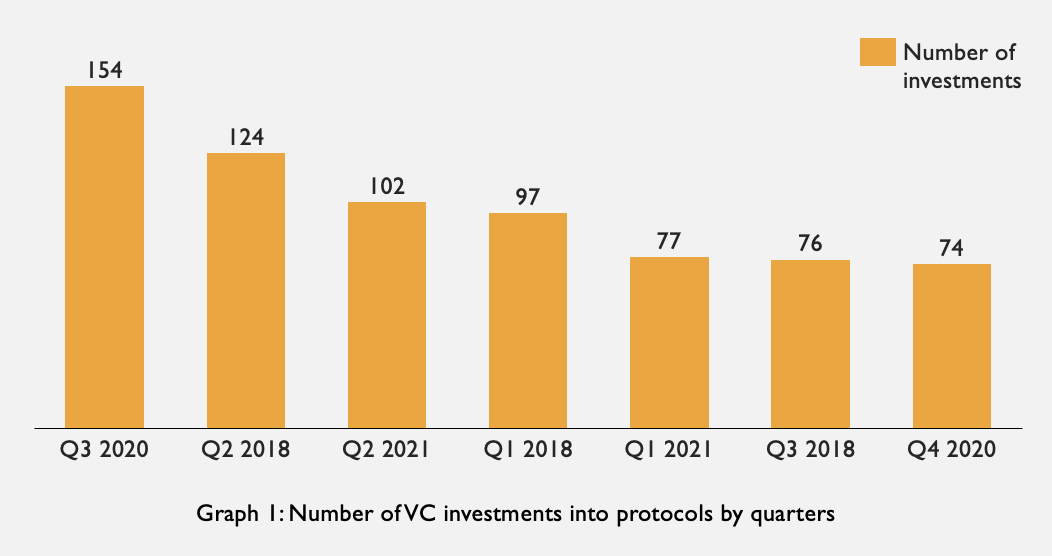 Number of
investments
154
124
102
97
77
76
74
Q3 2020
Q2 2018
Q2 2021
Q1 2018
Q1 2021
Q3 2018
Q4 2020
Graph 1: Number of VC investments into protocols by quarters